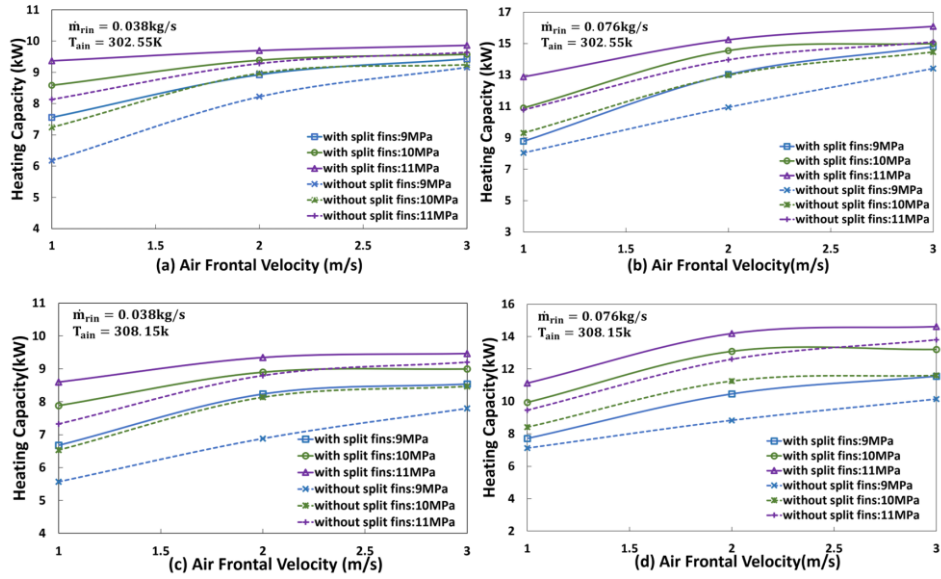 ṁrin = 0.038kg/s
Tain = 302.55K
Heating Capacity (kW)
11
10
9
8
7
6
5
4
with split fins:9MPa
with split fins:10MPa
with split fins:11MPa
without split fins:9MPa
without split fins:10MPa
without split fins:11MPa
1 1.5 2 2.5 3
(a) Air Frontal Velocity (m/s)
ṁrin = 0.076kg/s
Tain = 302.55K
Heating Capacity (kW)
17
15
13
11
9
7
5
3
with split fins:9MPa
with split fins:10MPa
with split fins:11MPa
without split fins:9MPa
without split fins:10MPa
without split fins:11MPa
1 1.5 2 2.5 3
(b) Air Frontal Velocity(m/s)
ṁrin = 0.038kg/s
Tain = 308.15k
Heating Capacity(kW)
11
10
9
8
7
6
5
4
with split fins:9MPa
with split fins:10MPa
with split fins:11MPa
without split fins:9MPa
without split fins:10MPa
without split fins:11MPa
1 1.5 2 2.5 3
(c) Air Frontal Velocity(m/s)
ṁrin = 0.076kg/s
Tain = 308.15k
Heating Capacity(kW)
16
14
12
10
8
6
4
2
with split fins:9MPa
with split fins:10MPa
with split fins:11MPa
without split fins:9MPa
without split fins:10MPa
without split fins:11MPa
1 1.5 2 2.5 3
(d) Air Frontal Velocity(m/s)